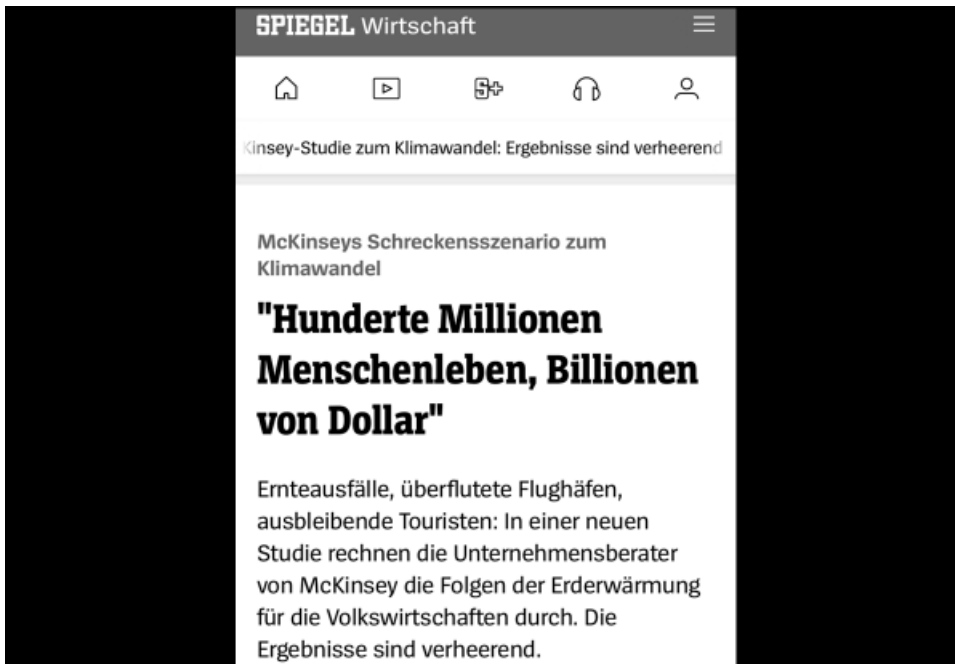 SPIEGEL Wirtschaft
Kinsey-Studie zum Klimawandel: Ergebnisse sind verheerend
McKinseys Schreckensszenario zum
Klimawandel
"Hunderte Millionen
Menschenleben, Billionen
von Dollar"
Ernteausfälle, überflutete Flughäfen,
ausbleibende Touristen: In einer neuen
Studie rechnen die Unternehmensberater
von McKinsey die Folgen der Erderwärmung
für die Volkswirtschaften durch. Die
Ergebnisse sind verheerend.